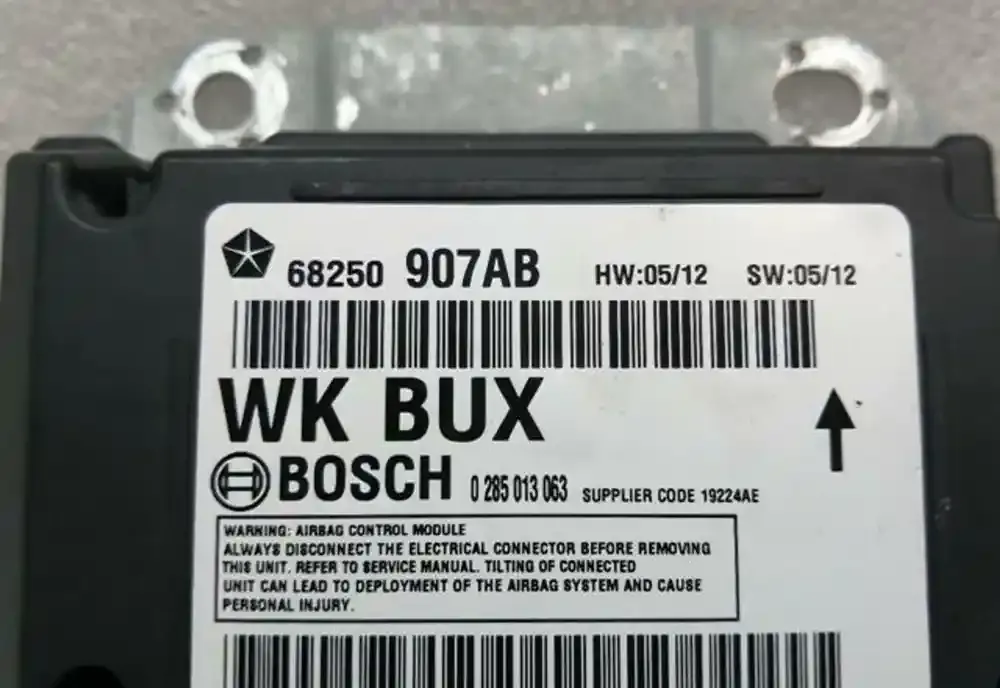 68250 907AB HW:05/12 SW:05/12
WK BUX
BOSCH 0 285 013 063 SUPPLIER CODE 19224AE
WARNING: AIRBAG CONTROL MODULE
ALWAYS DISCONNECT THE ELECTRICAL CONNECTOR BEFORE REMOVING
THIS UNIT. REFER TO SERVICE MANUAL. TILTING OF CONNECTED
UNIT CAN LEAD TO DEPLOYMENT OF THE AIRBAG SYSTEM AND CAUSE
PERSONAL INJURY.